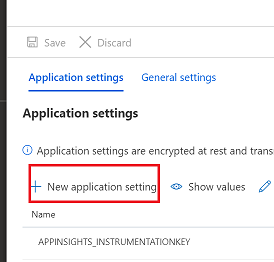 Save Discard
Application settings General settings
Application settings
Application settings are encrypted at rest and trans
New application setting Show values
Name
APPINSIGHTS_INSTRUMENTATIONKEY